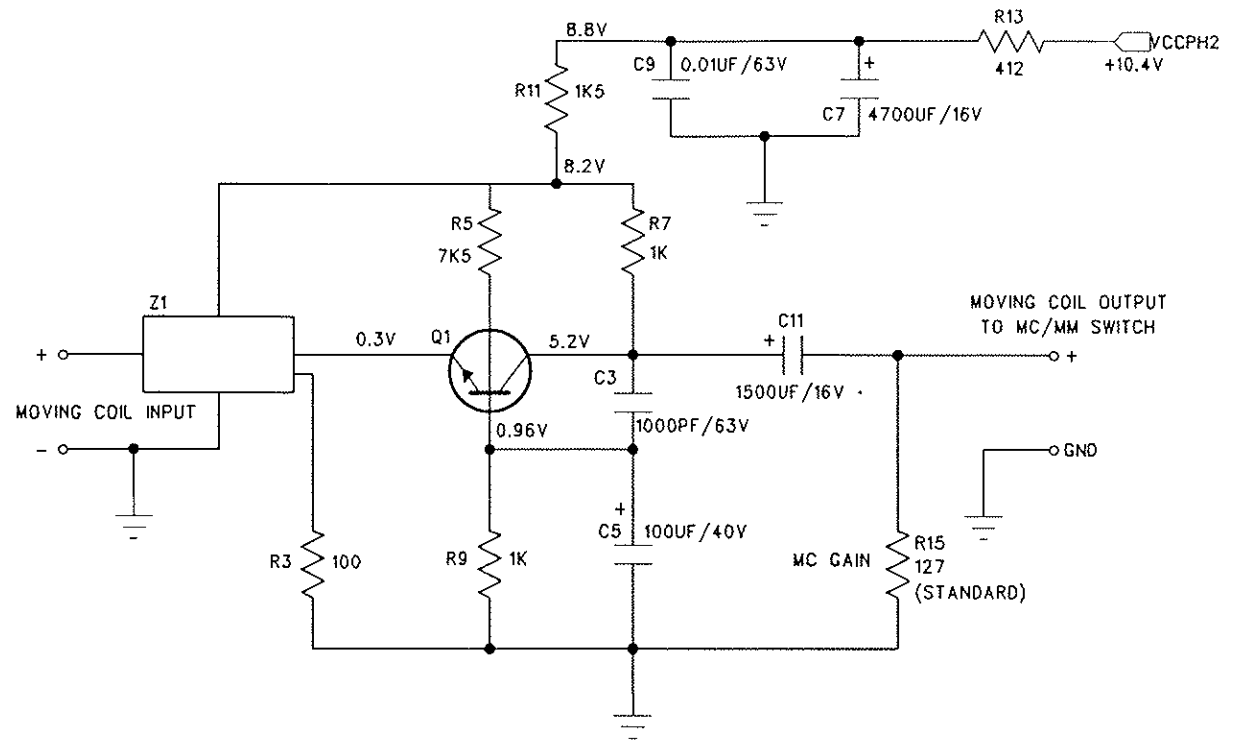 R13
8.8V
VCCPH2
C9
0.01UF/63V
+
412
+10.4V
R11
1K5
C7
4700UF/16V
8.2V
R5
R7
7K5
1K
Z1
MOVING COIL OUTPUT
TO MC/MM SWITCH
C11
+
0.3V
Q1
5.2V
+
+
C3
1500UF/16V
MOVING COIL INPUT
1000PF/63V
0.96V
-
GND
+
C5
100UF/40V
R3
100
R9
1K
MC GAIN
R15
127
(STANDARD)